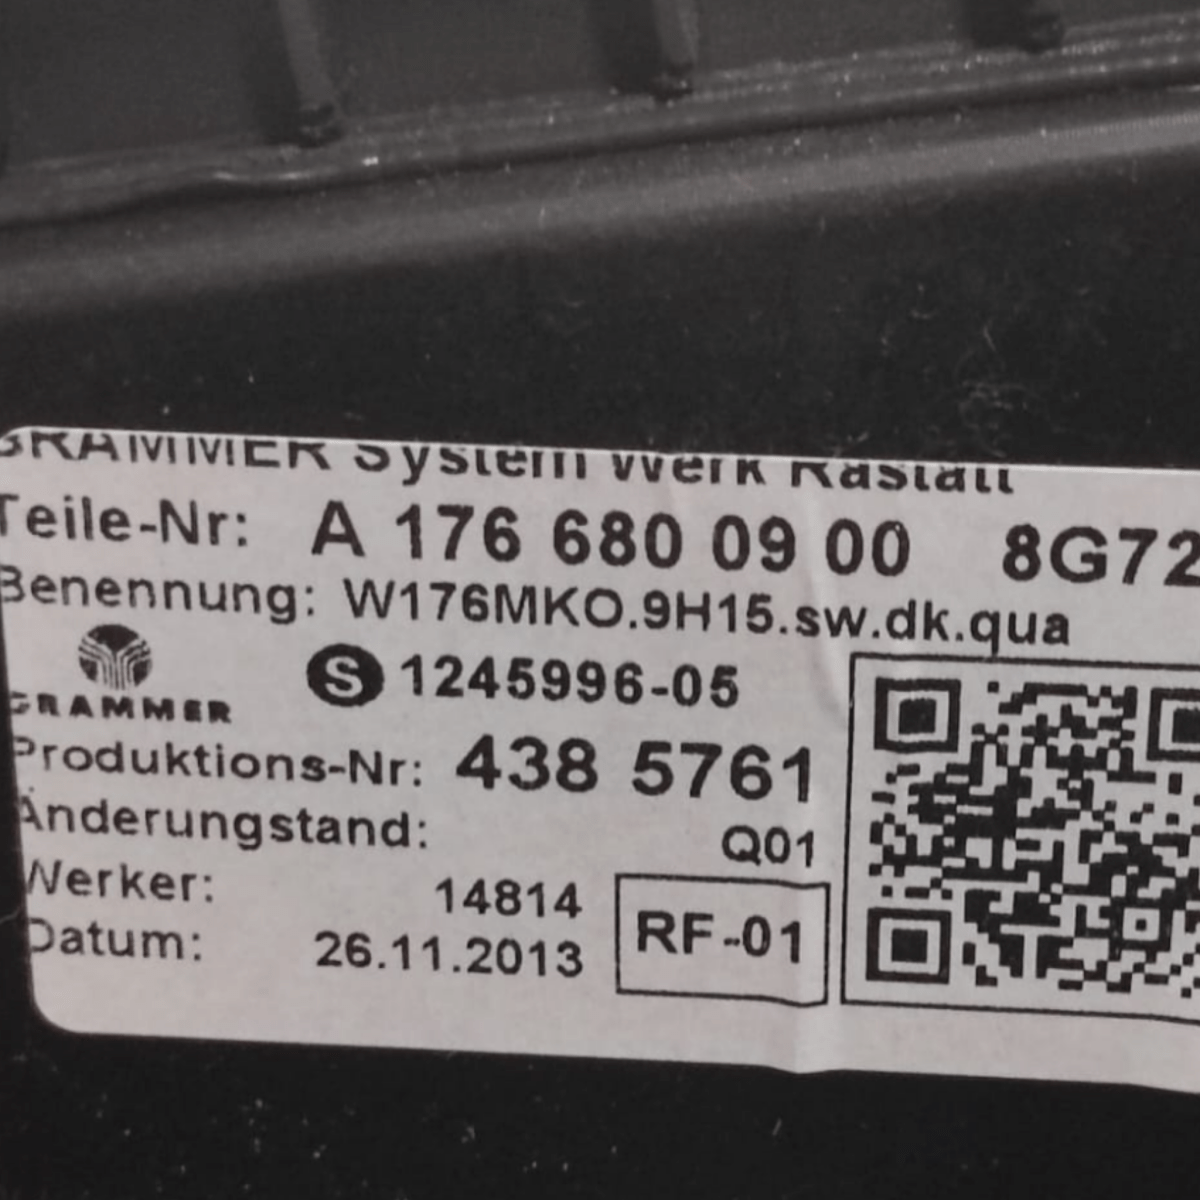 GRAMMER System Werk Rastatt
Teile-Nr: A 176 680 09 00 8G72
Benennung: W176MKO.9H15.sw.dk.qua
S 1245996-05
GRAMMER
Produktions-Nr: 438 5761
Änderungstand: Q01
Werker: 14814
RF-01
Datum: 26.11.2013